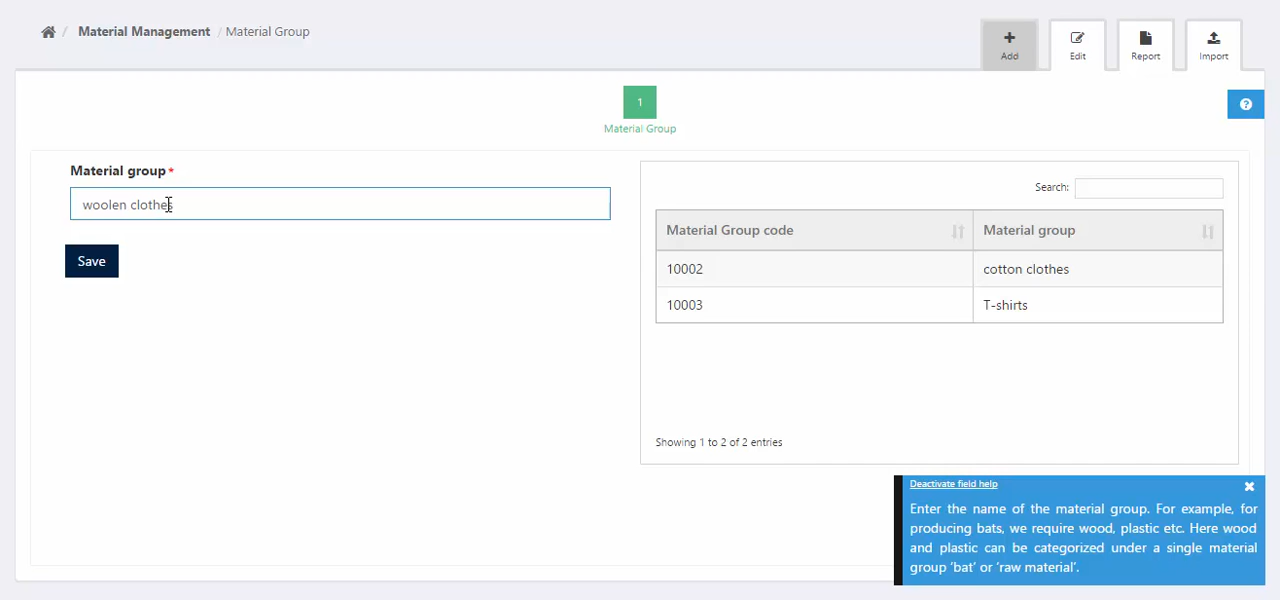 / Material Management / Material Group
Add
Edit
Report
Import
1
Material Group
Material group *
woolen clothes
Save
Search:
Material Group code Material group
10002 cotton clothes
10003 T-shirts
Showing 1 to 2 of 2 entries
Deactivate field help
Enter the name of the material group. For example, for
producing bats, we require wood, plastic etc. Here wood
and plastic can be categorized under a single material
group ‘bat’ or ‘raw material’.